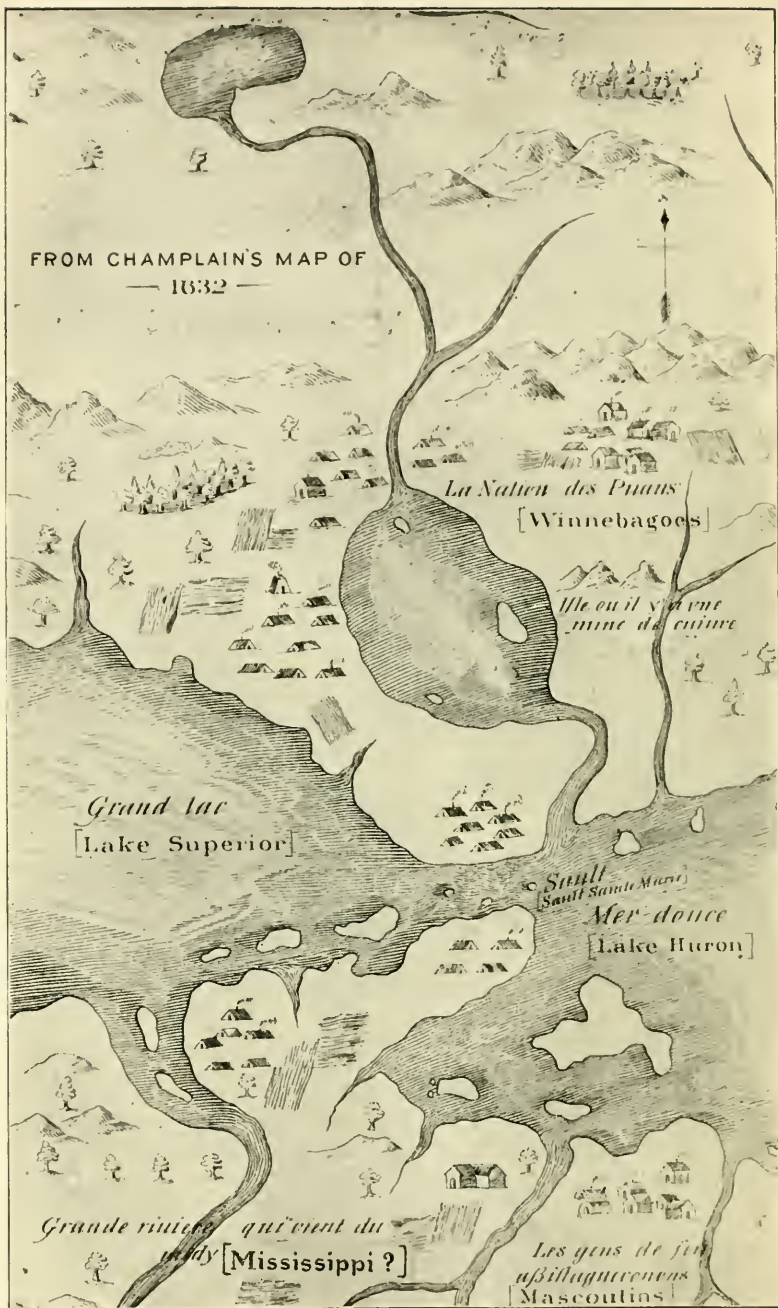 FROM CHAMPLAIN'S MAP OF
— 1632 —
La Nation des Puans
[Winnebagoes]
Isle ou il y a vne
mine de cuiure
Grand lac
[Lake Superior]
Sault
[Sault Sainte Marie]
Mer douce
[Lake Huron]
Grande riuiere qui vient du
midy [Mississippi ?]
Les gens de feu
[Mascoutins]